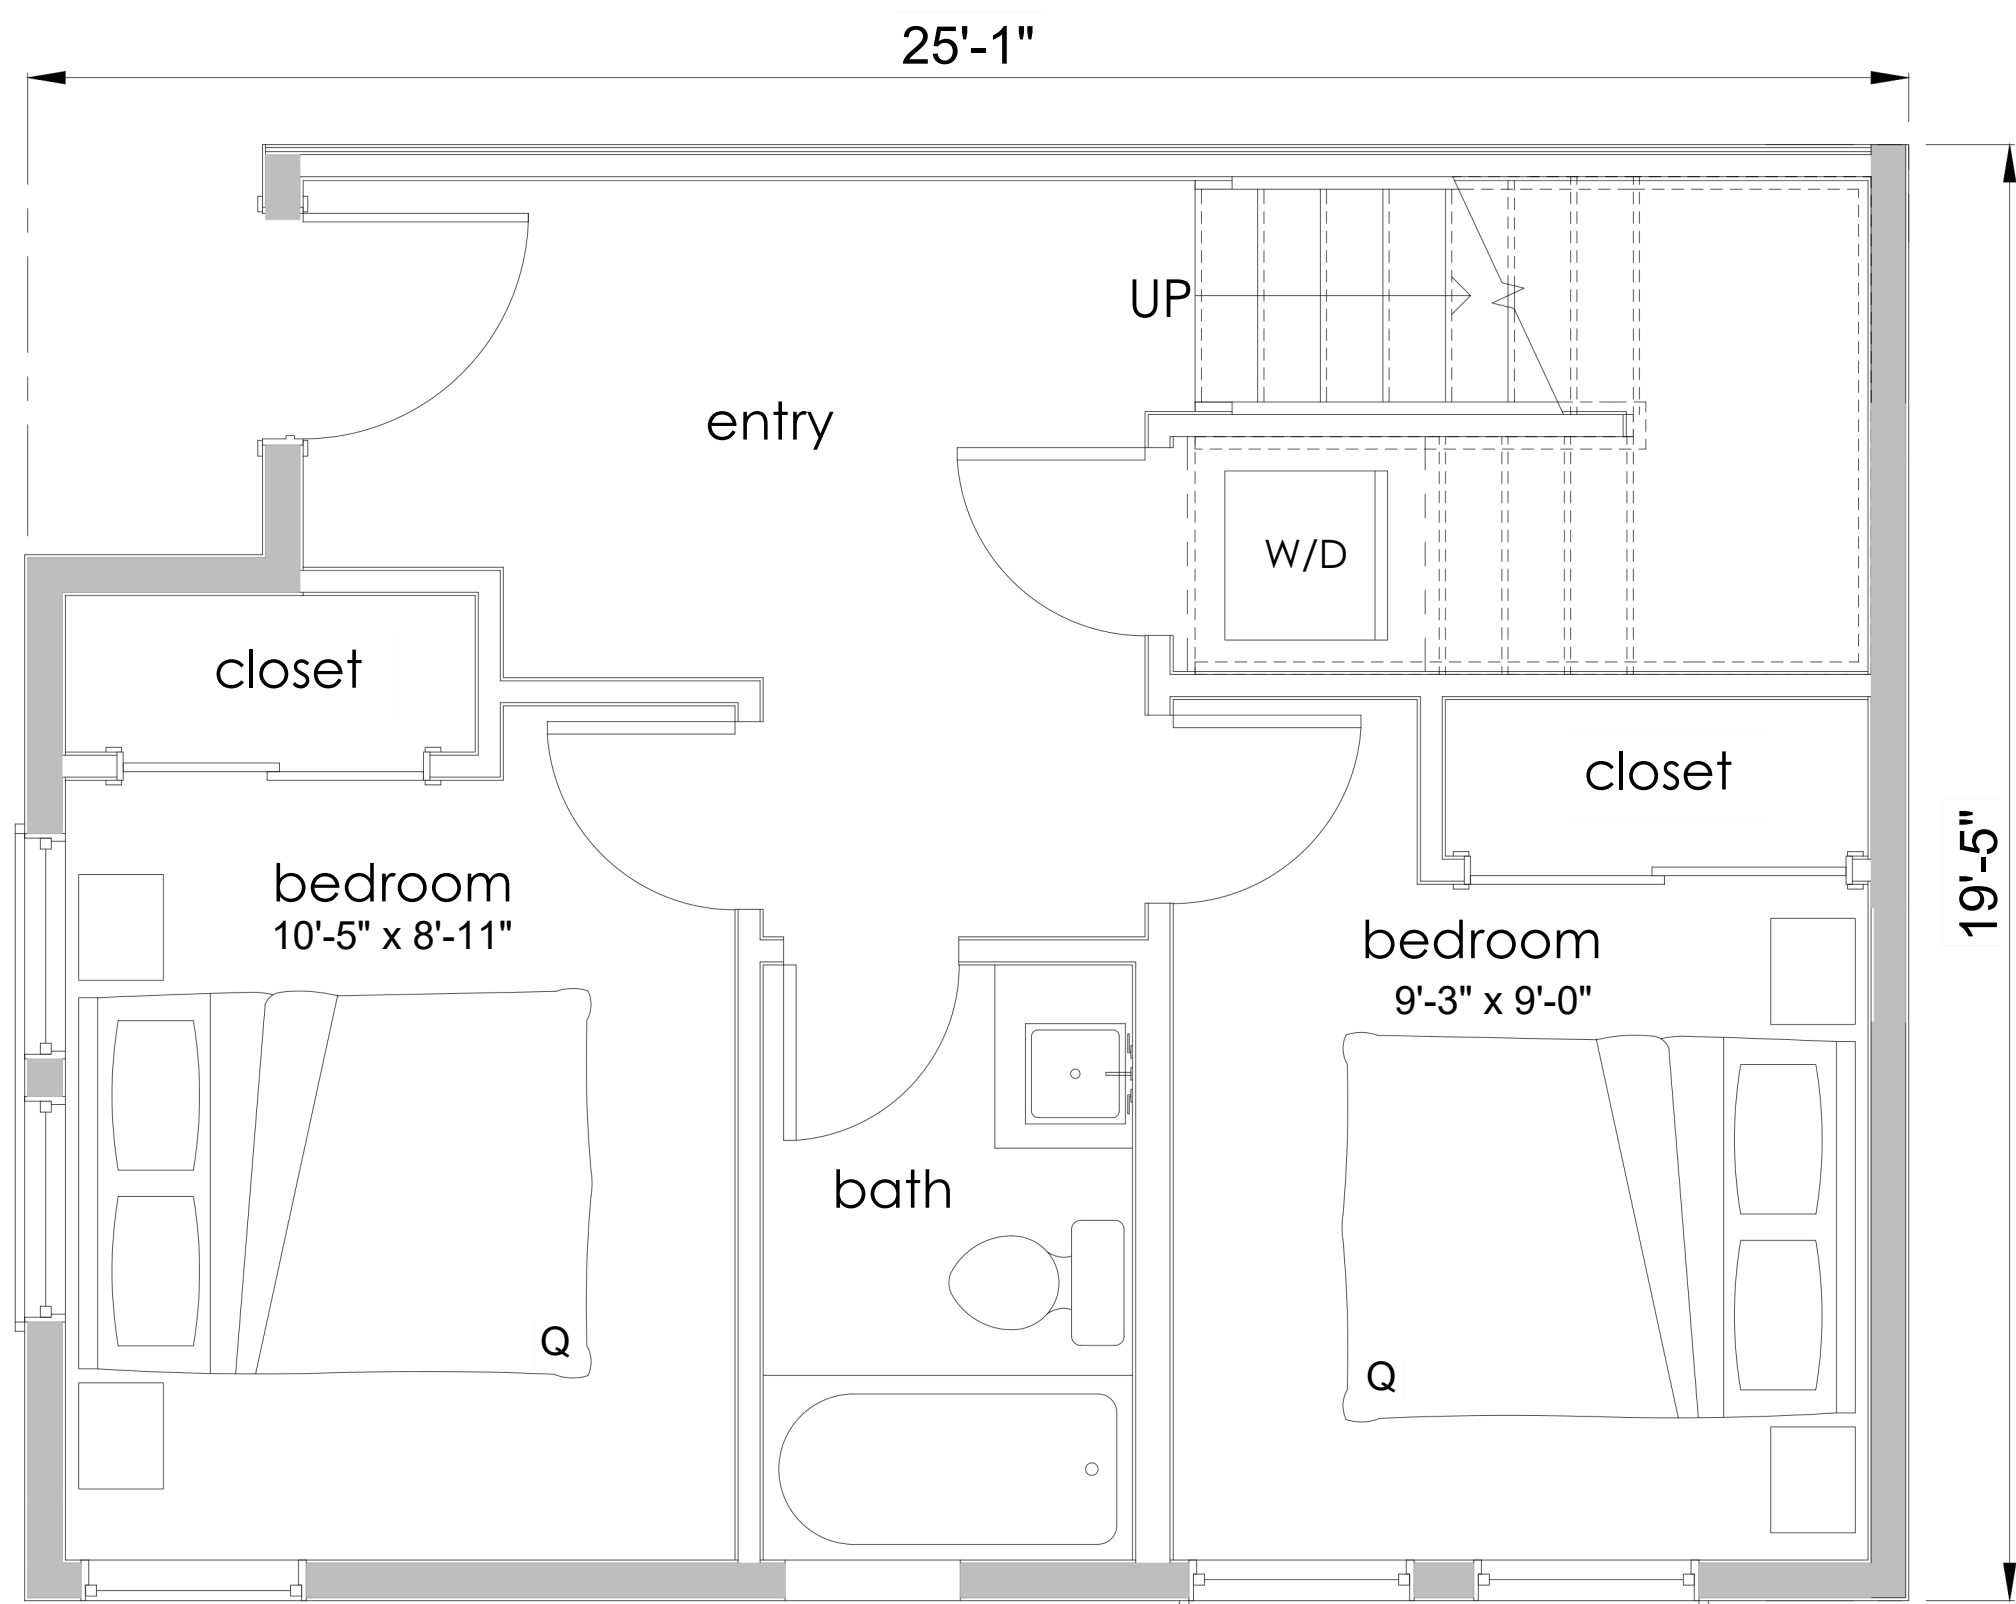 25'-1"
UP
entry
W/D
closet
closet
bedroom
10'-5" x 8'-11"
bedroom
9'-3" x 9'-0"
19'-5"
bath
Q
Q